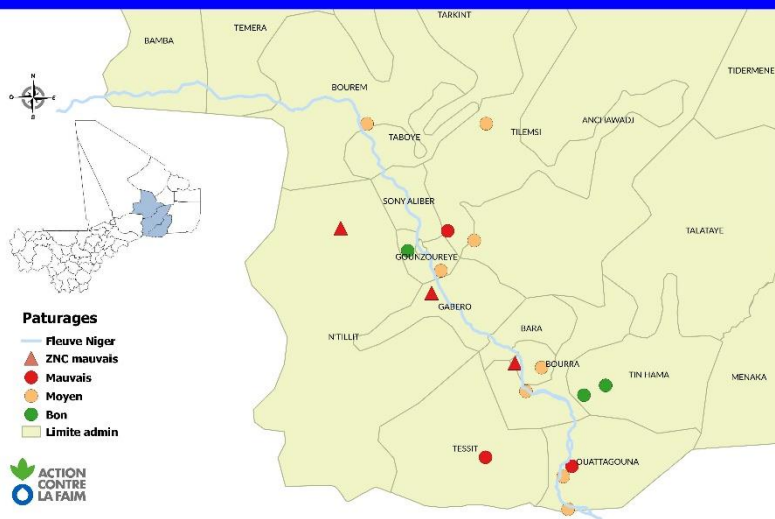 TARKINT
TEMERA
BAMBA
TIDERMENE
BOUREM
N
O
E
S
ANCHAWADJ
TILEMSI
TABOYE
SONY ALIBER
TALATAYE
GOUNZOUREYE
GABERO
BARA
N'TILLIT
BOURRA
TIN HAMA
MENAKA
TESSIT
OUATTAGOUNA
Paturages
Fleuve Niger
ZNC mauvais
Mauvais
Moyen
Bon
Limite admin
ACTION
CONTRE
LA FAIM